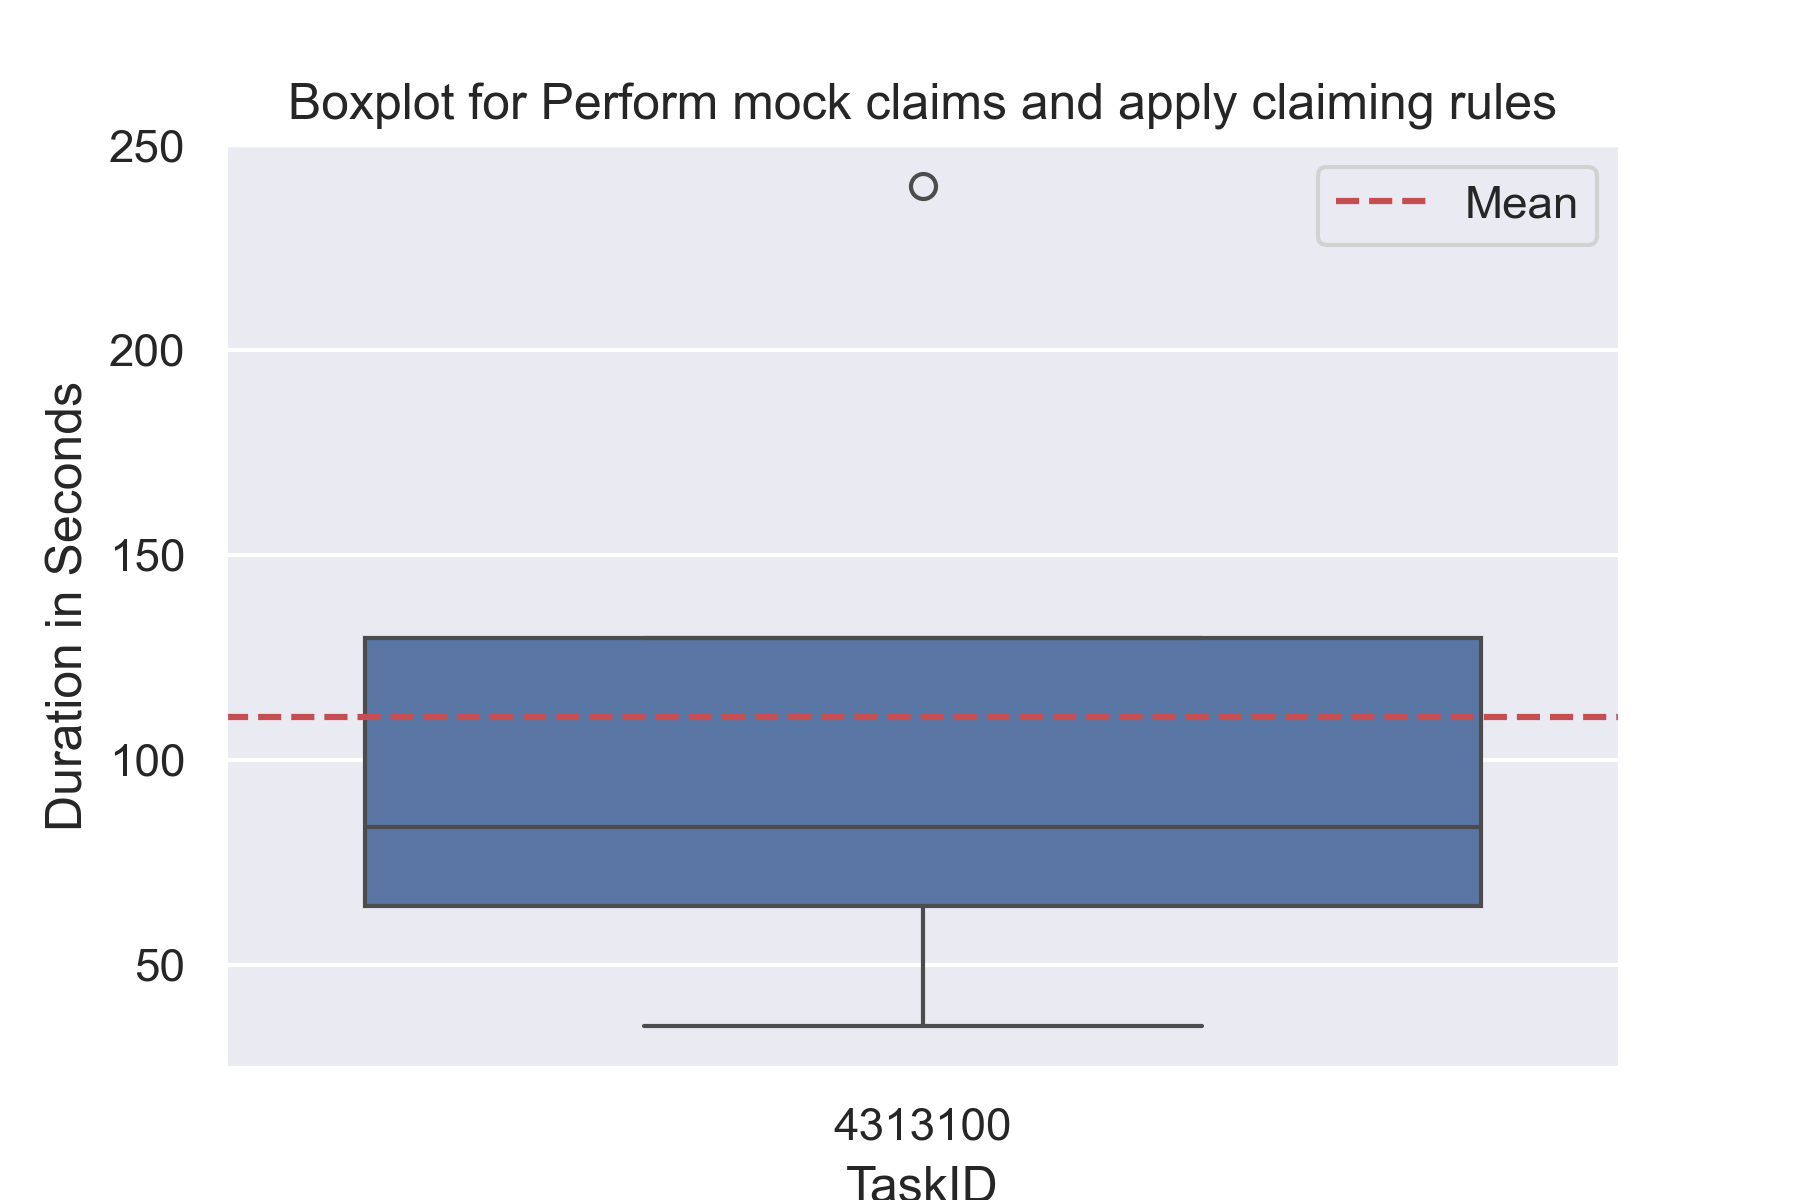 Boxplot for Perform mock claims and apply claiming rules
250
200
150
100
50
Duration in Seconds
Mean
4313100
TaskID